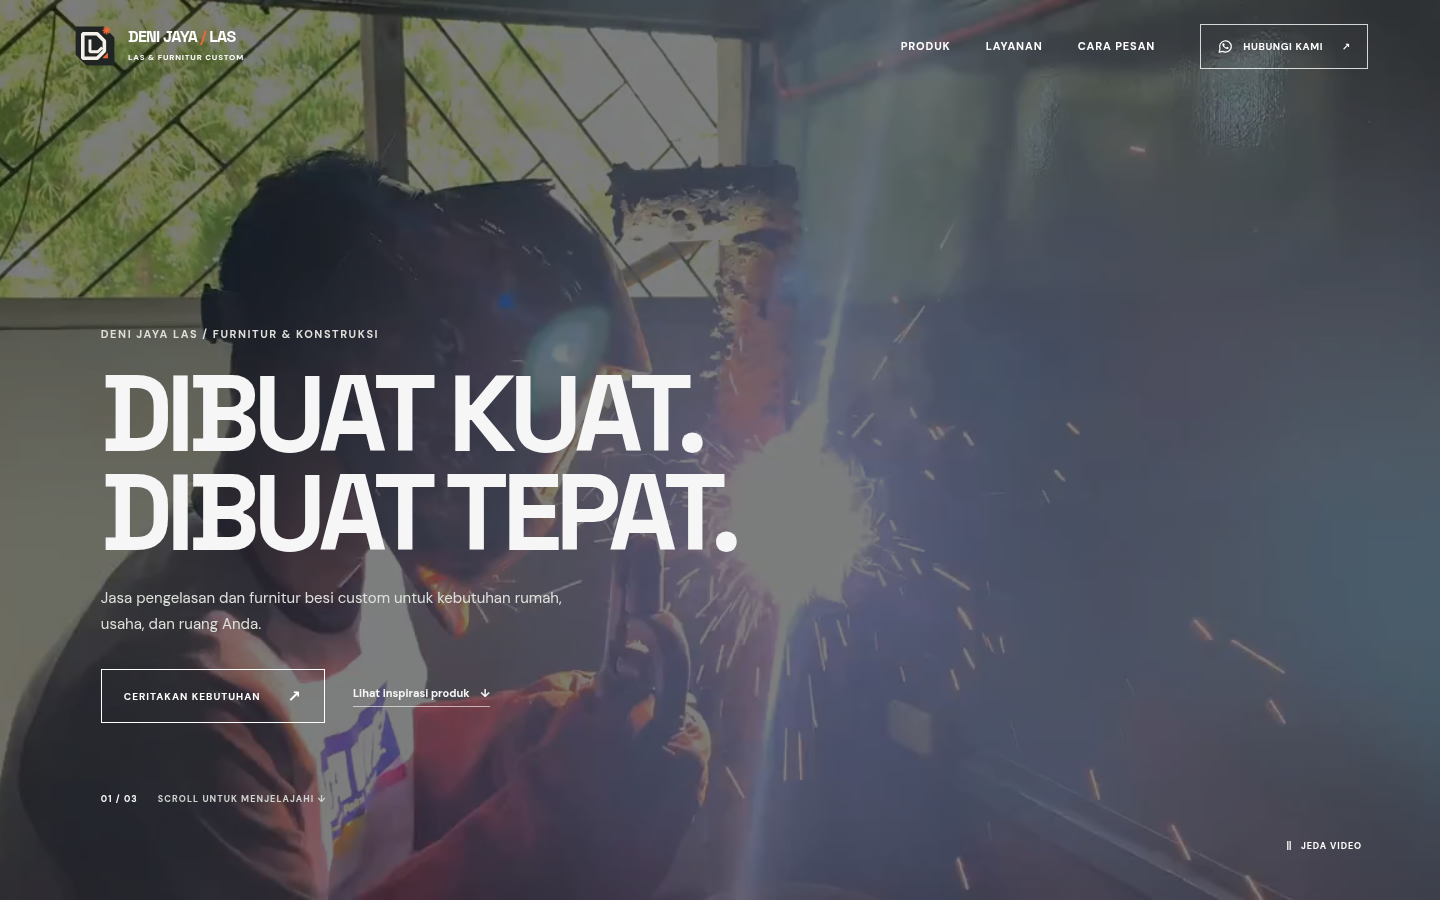 DENI JAYA / LAS
LAS & FURNITUR CUSTOM
PRODUK
LAYANAN
CARA PESAN
HUBUNGI KAMI ↗
DENI JAYA LAS / FURNITUR & KONSTRUKSI
DIBUAT KUAT.
DIBUAT TEPAT.
Jasa pengelasan dan furnitur besi custom untuk kebutuhan rumah,
usaha, dan ruang Anda.
CERITAKAN KEBUTUHAN ↗
Lihat inspirasi produk ↓
01 / 03
SCROLL UNTUK MENJELAJAHI ↓
JEDA VIDEO